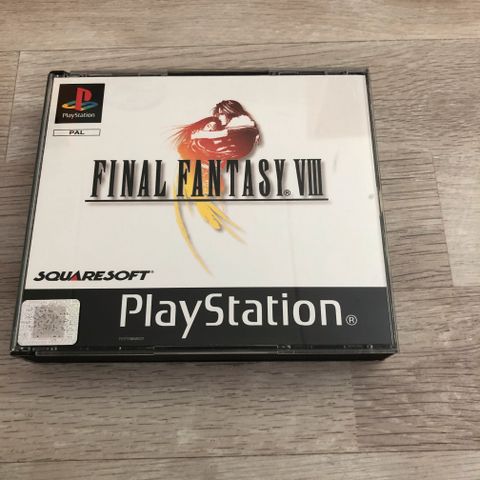 PlayStation
PAL
FINAL FANTASY® VIII
SQUARESOFT®
PlayStation®